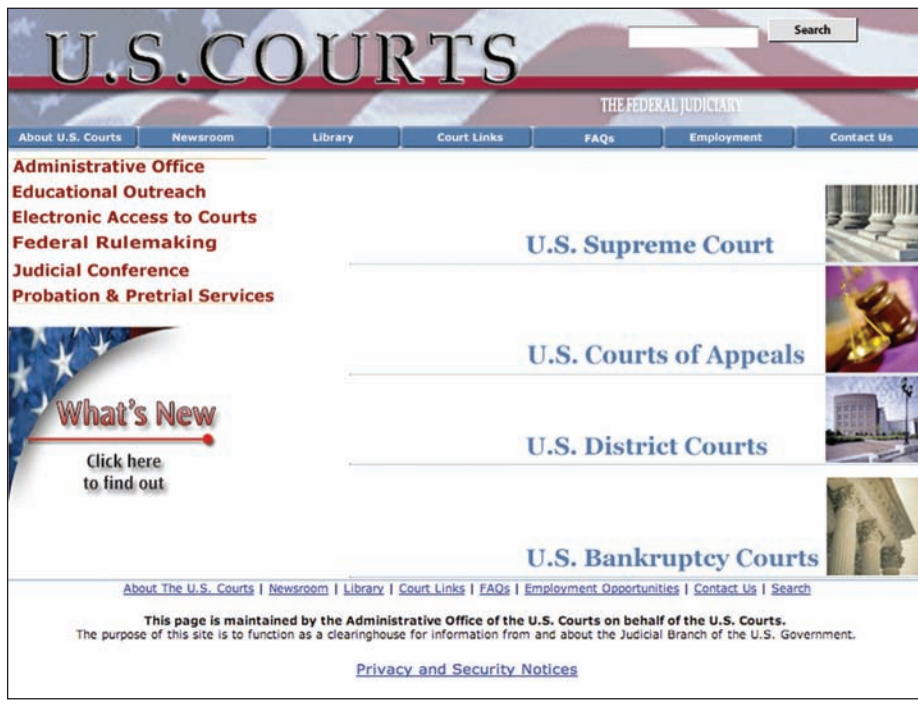 U.S.COURTS
Search
THE FEDERAL JUDICIARY
About U.S. Courts Newsroom Library Court Links FAQs Employment Contact Us
Administrative Office
Educational Outreach
Electronic Access to Courts
Federal Rulemaking
Judicial Conference
Probation & Pretrial Services
What's New
Click here
to find out
U.S. Supreme Court
U.S. Courts of Appeals
U.S. District Courts
U.S. Bankruptcy Courts
About The U.S. Courts | Newsroom | Library | Court Links | FAQs | Employment Opportunities | Contact Us | Search
This page is maintained by the Administrative Office of the U.S. Courts on behalf of the U.S. Courts.
The purpose of this site is to function as a clearinghouse for information from and about the Judicial Branch of the U.S. Government.
Privacy and Security Notices